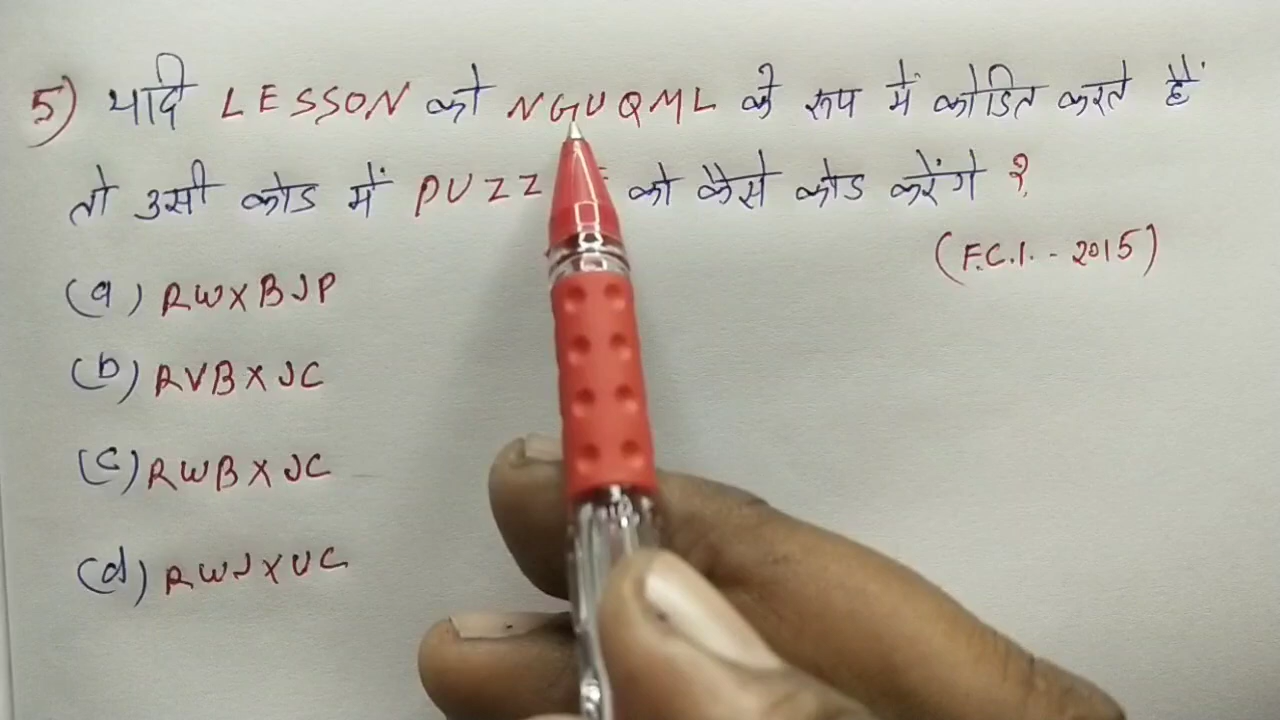 5) यदि LESSON को NGUQML के रूप में कोडित करते हैं
तो उसी कोड में PUZZ को कैसे कोड करेंगे ?
(F.C.I. - 2015)
(a) RWXBJP
(b) RVBXJC
(c) RWBXJC
(d) RWJXUC